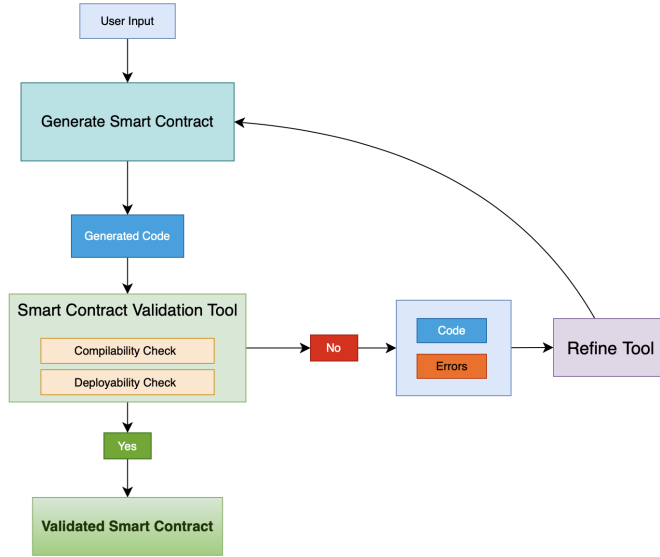 User Input
Generate Smart Contract
Generated Code
Smart Contract Validation Tool
Compilability Check
Deployability Check
No
Code
Errors
Refine Tool
Yes
Validated Smart Contract